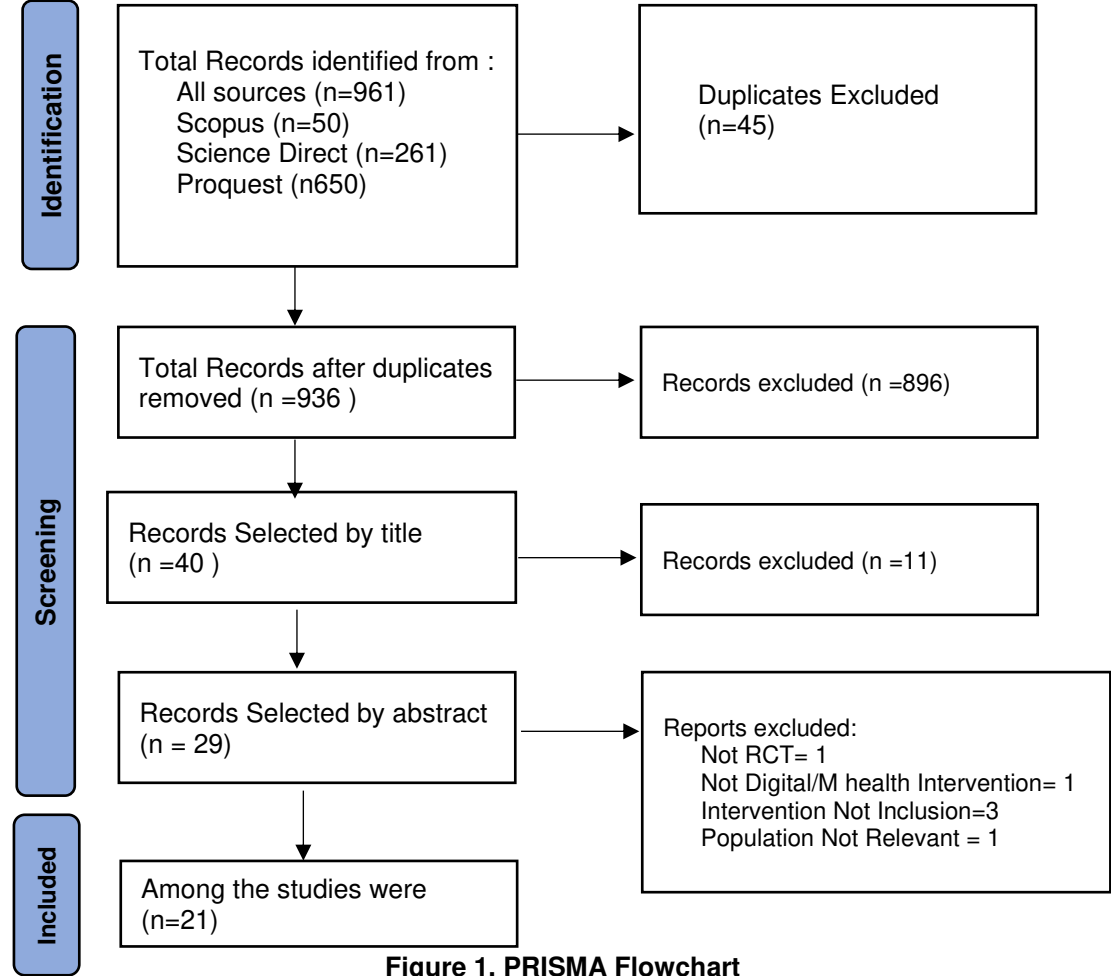 Identification
Total Records identified from :
All sources (n=961)
Scopus (n=50)
Science Direct (n=261)
Proquest (n650)
Duplicates Excluded
(n=45)
Screening
Total Records after duplicates
removed (n =936 )
Records excluded (n =896)
Records Selected by title
(n =40 )
Records excluded (n =11)
Records Selected by abstract
(n = 29)
Reports excluded:
Not RCT= 1
Not Digital/M health Intervention= 1
Intervention Not Inclusion=3
Population Not Relevant = 1
Included
Among the studies were
(n=21)
Figure 1. PRISMA Flowchart